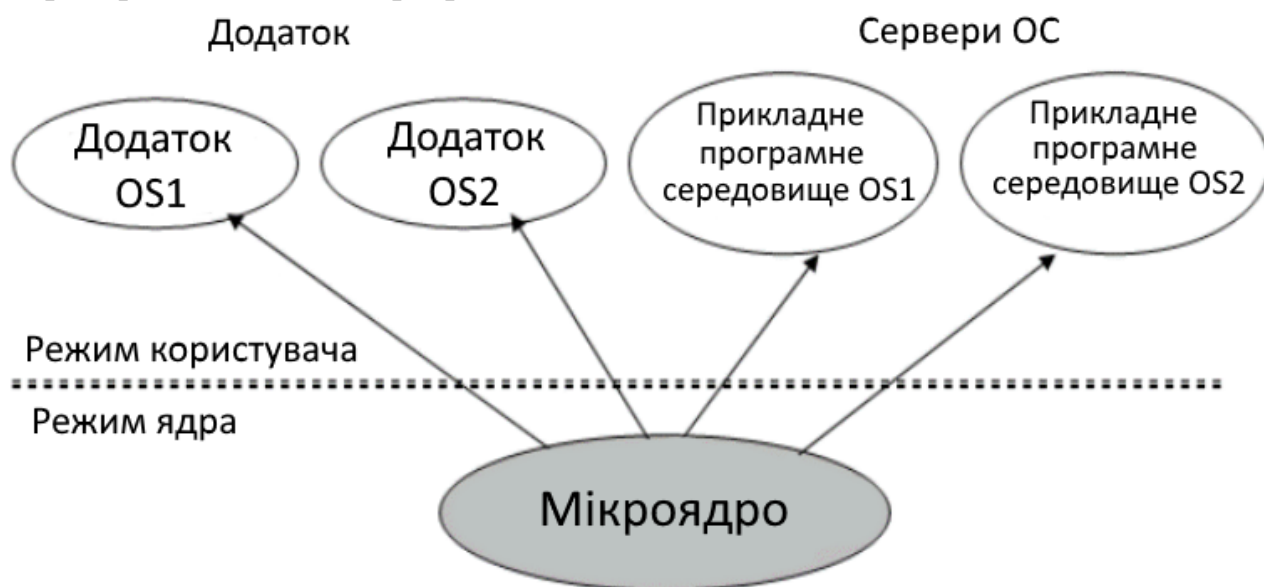 Додаток
Сервери ОС
Додаток
OS1
Додаток
OS2
Прикладне
програмне
середовище OS1
Прикладне
програмне
середовище OS2
Режим користувача
Режим ядра
Мікроядро